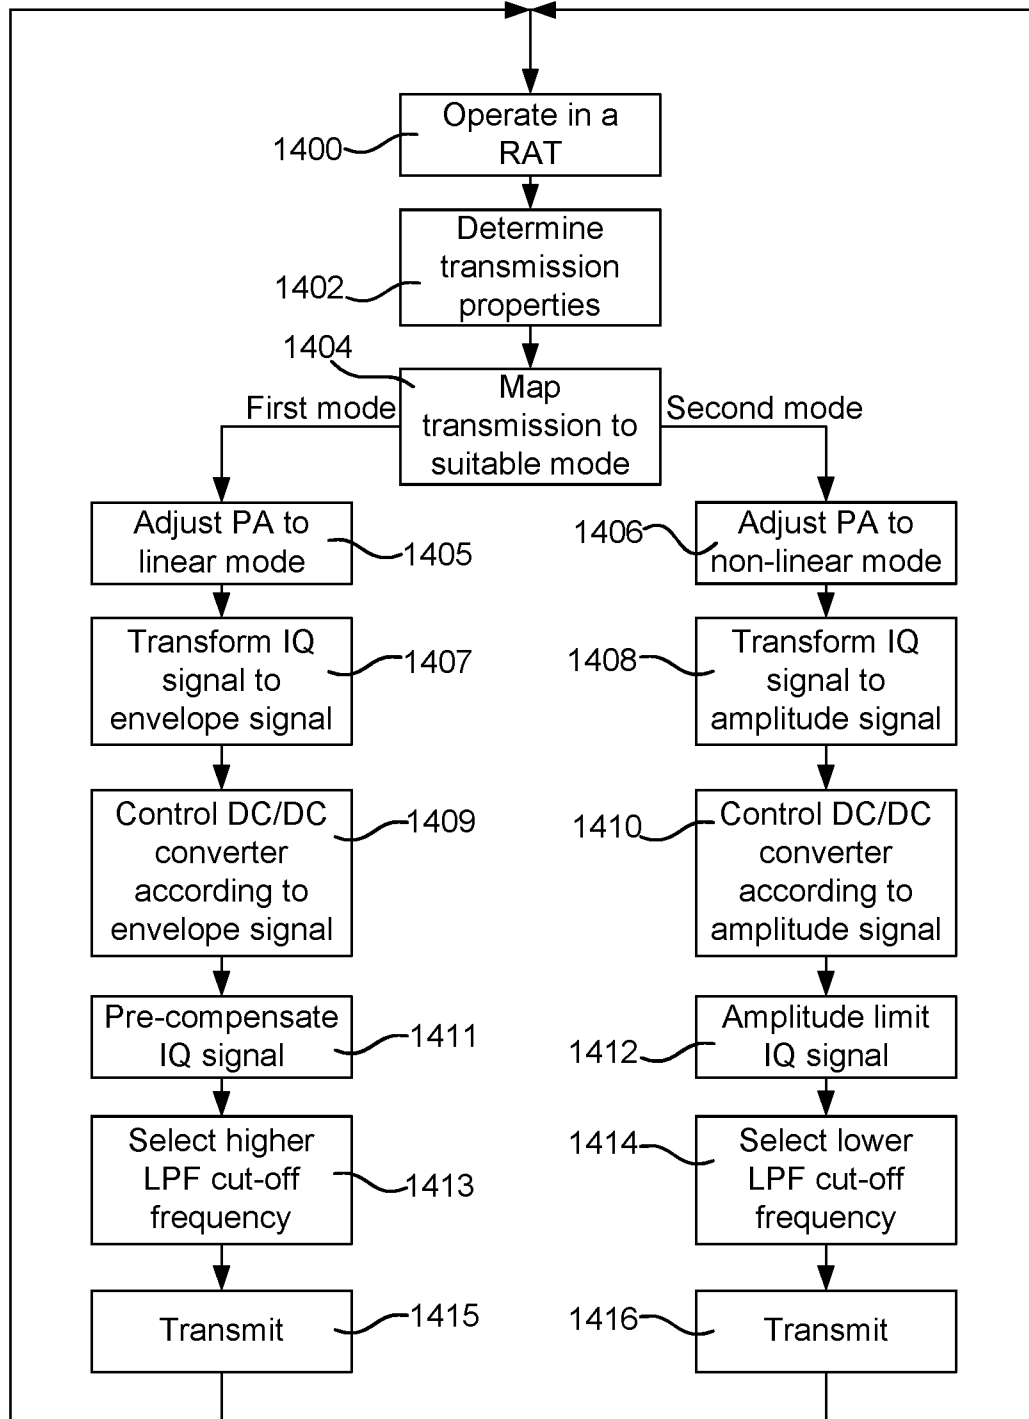 Operate in a
RAT
1400
Determine
transmission
properties
1402
1404
Map
transmission to
suitable mode
First mode
Second mode
Adjust PA to
linear mode
1405
1406
Adjust PA to
non-linear mode
Transform IQ
signal to
envelope signal
1407
1408
Transform IQ
signal to
amplitude signal
Control DC/DC
converter
according to
envelope signal
1409
1410
Control DC/DC
converter
according to
amplitude signal
Pre-compensate
IQ signal
1411
1412
Amplitude limit
IQ signal
Select higher
LPF cut-off
frequency
1413
1414
Select lower
LPF cut-off
frequency
Transmit
1415
1416
Transmit